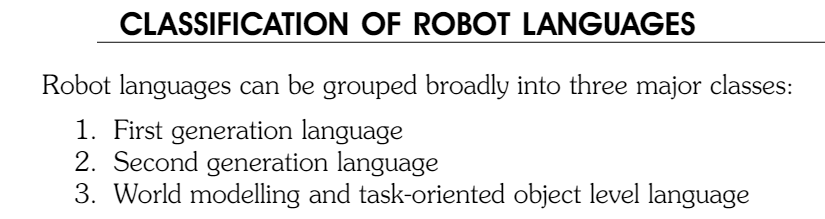 CLASSIFICATION OF ROBOT LANGUAGES
Robot languages can be grouped broadly into three major classes:
1. First generation language
2. Second generation language
3. World modelling and task-oriented object level language